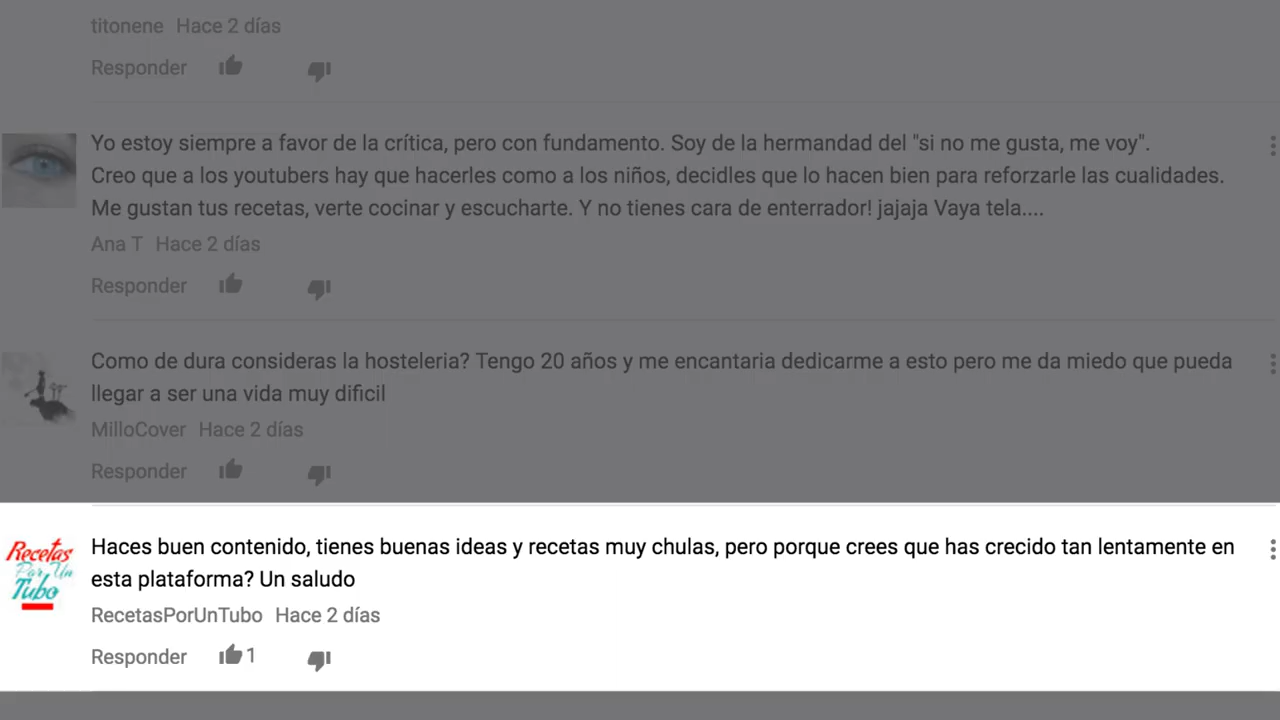 titonene Hace 2 días
Responder
Yo estoy siempre a favor de la crítica, pero con fundamento. Soy de la hermandad del "si no me gusta, me voy".
Creo que a los youtubers hay que hacerles como a los niños, decidles que lo hacen bien para reforzarle las cualidades.
Me gustan tus recetas, verte cocinar y escucharte. Y no tienes cara de enterrador! jajaja Vaya tela....
Ana T Hace 2 días
Responder
Como de dura consideras la hosteleria? Tengo 20 años y me encantaria dedicarme a esto pero me da miedo que pueda
llegar a ser una vida muy dificil
MilloCover Hace 2 días
Responder
Recetas
Por Un
Tubo
Haces buen contenido, tienes buenas ideas y recetas muy chulas, pero porque crees que has crecido tan lentamente en
esta plataforma? Un saludo
RecetasPorUnTubo Hace 2 días
Responder 1